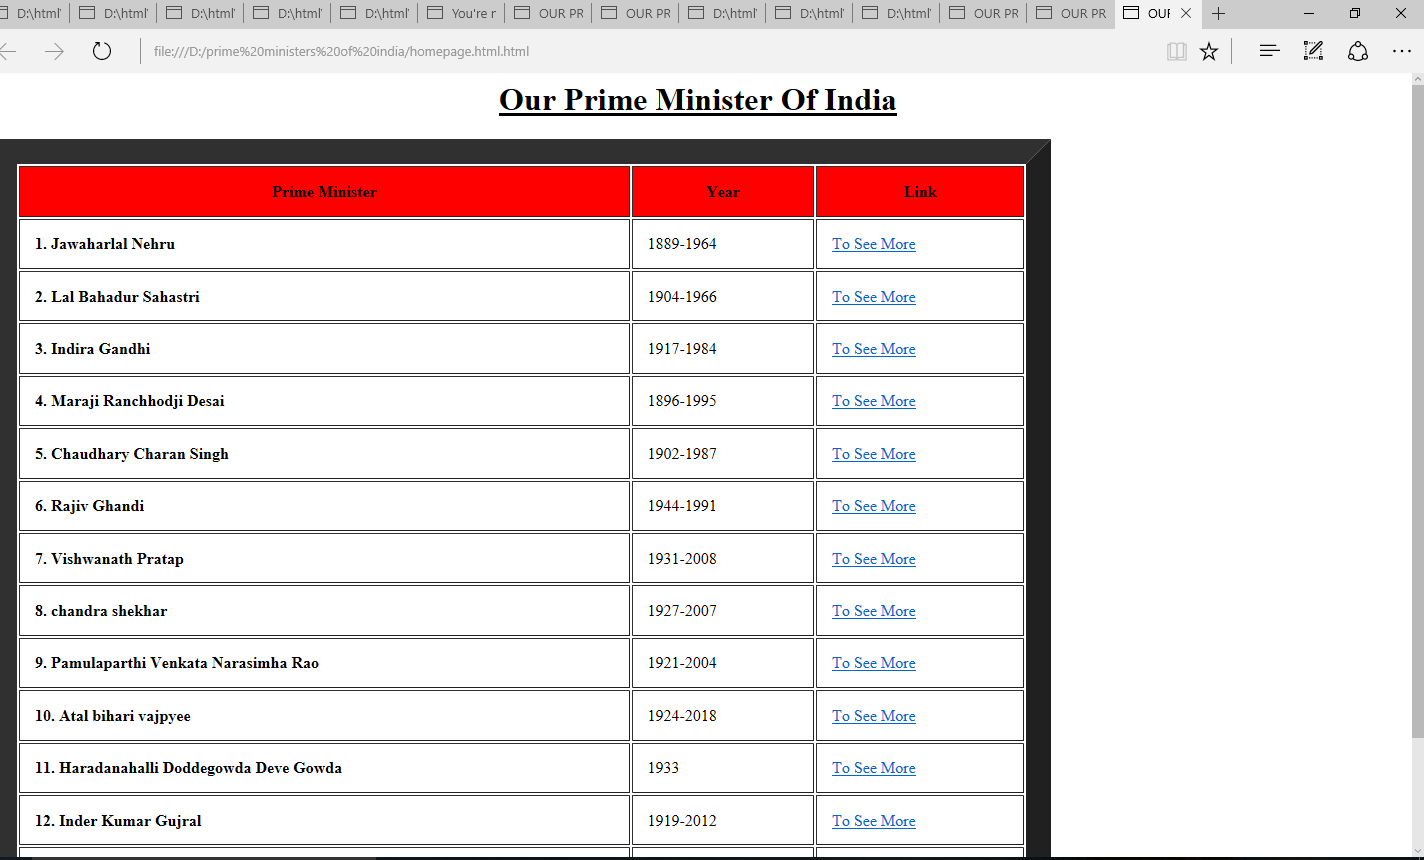 D:\html\ D:\html\ D:\html\ D:\html\ D:\html\ You're n OUR PR OUR PR D:\html\ D:\html\ D:\html\ OUR PR OUR PR OUR
file:///D:/prime%20ministers%20of%20india/homepage.html.html
Our Prime Minister Of India
Prime Minister Year Link
1. Jawaharlal Nehru 1889-1964 To See More
2. Lal Bahadur Sahastri 1904-1966 To See More
3. Indira Gandhi 1917-1984 To See More
4. Maraji Ranchhodji Desai 1896-1995 To See More
5. Chaudhary Charan Singh 1902-1987 To See More
6. Rajiv Ghandi 1944-1991 To See More
7. Vishwanath Pratap 1931-2008 To See More
8. chandra shekhar 1927-2007 To See More
9. Pamulaparthi Venkata Narasimha Rao 1921-2004 To See More
10. Atal bihari vajpyee 1924-2018 To See More
11. Haradanahalli Doddegowda Deve Gowda 1933 To See More
12. Inder Kumar Gujral 1919-2012 To See More